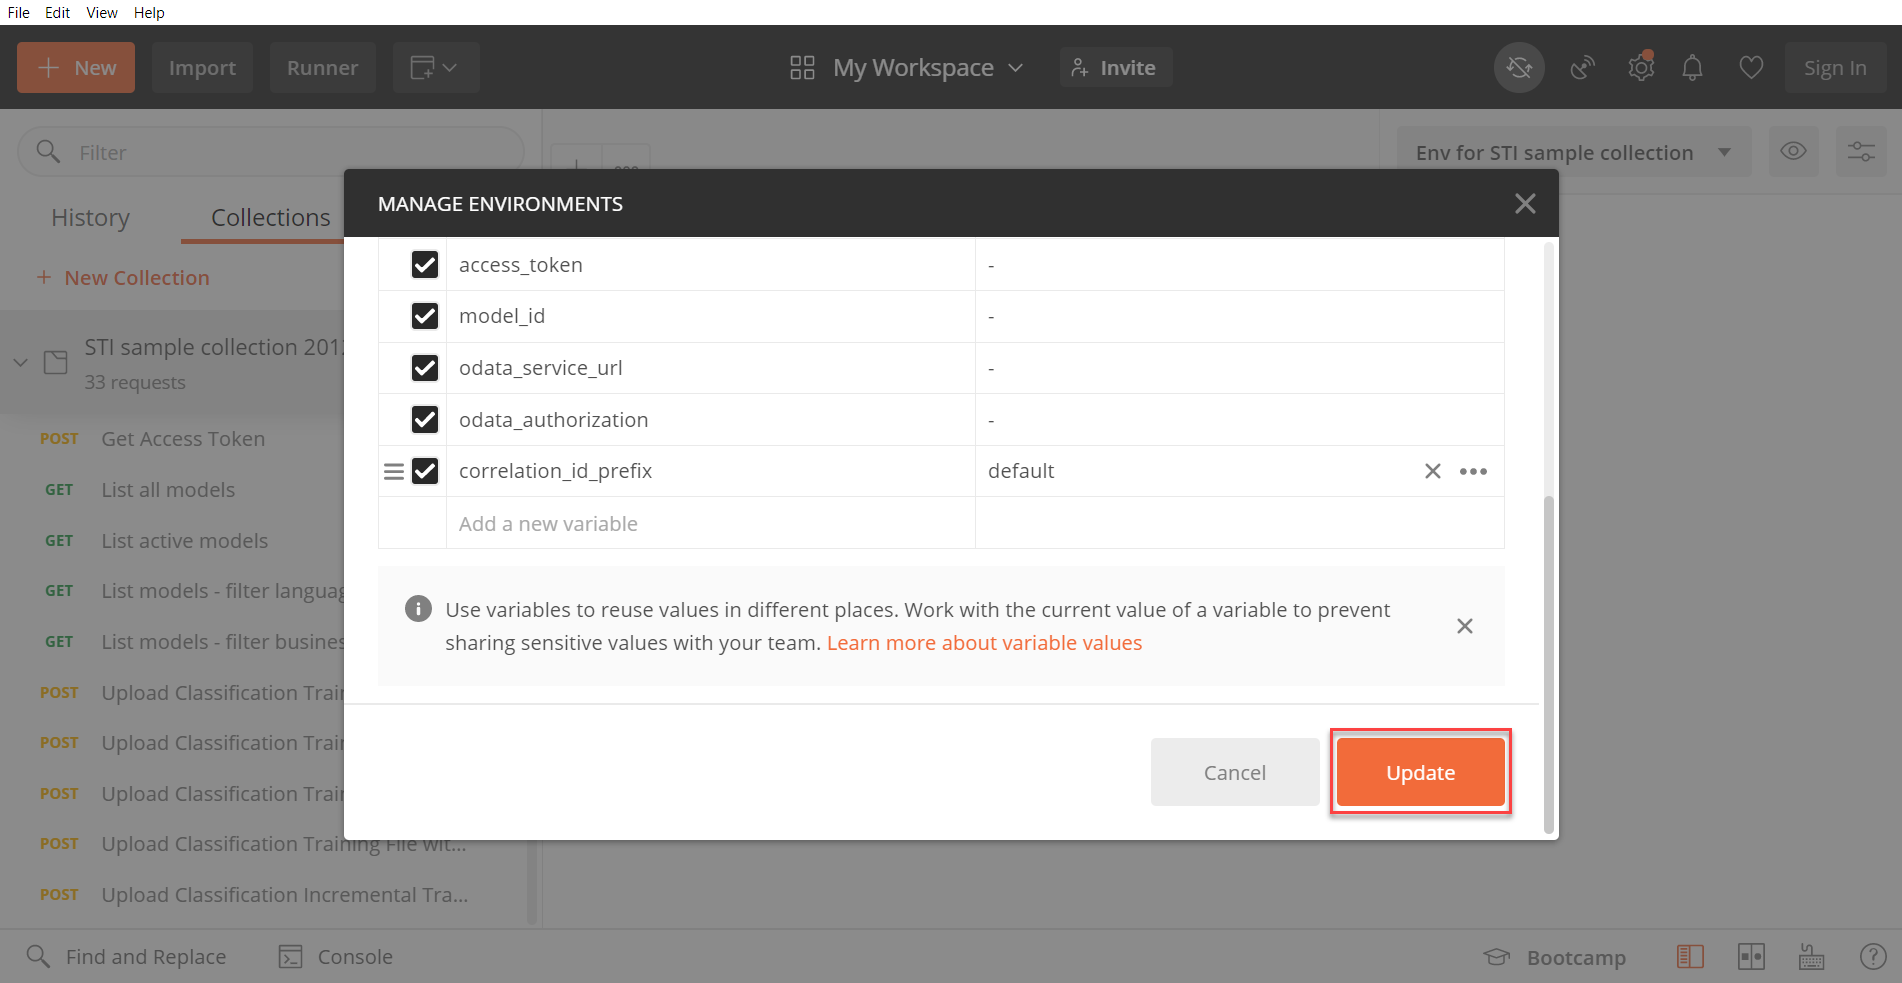 File Edit View Help
New Import Runner My Workspace Invite Sign In
Filter
Env for STI sample collection
History Collections
New Collection
STI sample collection 201
33 requests
POST Get Access Token
GET List all models
GET List active models
GET List models - filter languag
GET List models - filter busines
POST Upload Classification Train
POST Upload Classification Train
POST Upload Classification Train
POST Upload Classification Training File wit...
POST Upload Classification Incremental Tra...
MANAGE ENVIRONMENTS
access_token -
model_id -
odata_service_url -
odata_authorization -
correlation_id_prefix default
Add a new variable
Use variables to reuse values in different places. Work with the current value of a variable to prevent
sharing sensitive values with your team. Learn more about variable values
Cancel Update
Find and Replace Console Bootcamp